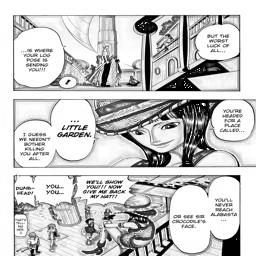 BUT THE
WORST
LUCK OF
ALL...
...IS WHERE
YOUR LOG
POSE IS
SENDING
YOU!!!
YOU'RE
HEADED
FOR A
PLACE
CALLED...
...LITTLE
GARDEN.
I GUESS
WE NEEDN'T
BOTHER
KILLING
YOU AFTER
ALL.
YOU'LL
NEVER
REACH
ALABASTA...
OR SEE SIR
CROCODILE'S
FACE.
WE'LL SHOW
YOU!! NOW
GIVE ME BACK
MY HAT!!
YOU...
YOU...
DUMB-
HEAD!